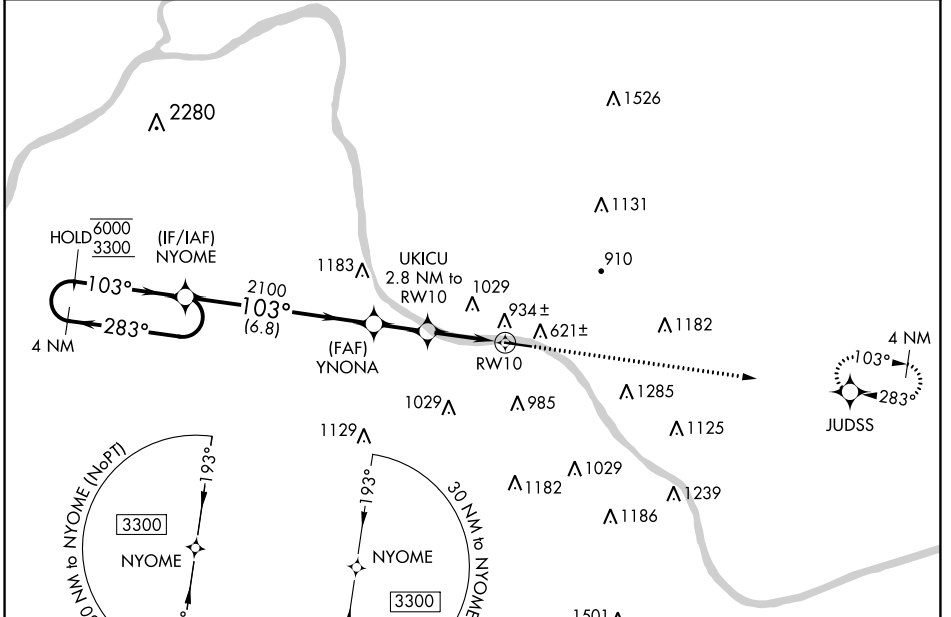 2280
1526
1131
910
HOLD 6000
3300
(IF/IAF)
NYOME
103°
283°
4 NM
2100
103°
(6.8)
1183
UKICU
2.8 NM to
RW10
1029
934±
621±
1182
(FAF)
YNONA
RW10
4 NM
103°
283°
JUDSS
1285
1029
985
1125
1129
1029
1182
1239
1186
193°
30 NM to NYOME (NoPT)
3300
NYOME
193°
30 NM to NYOME
NYOME
3300
1501